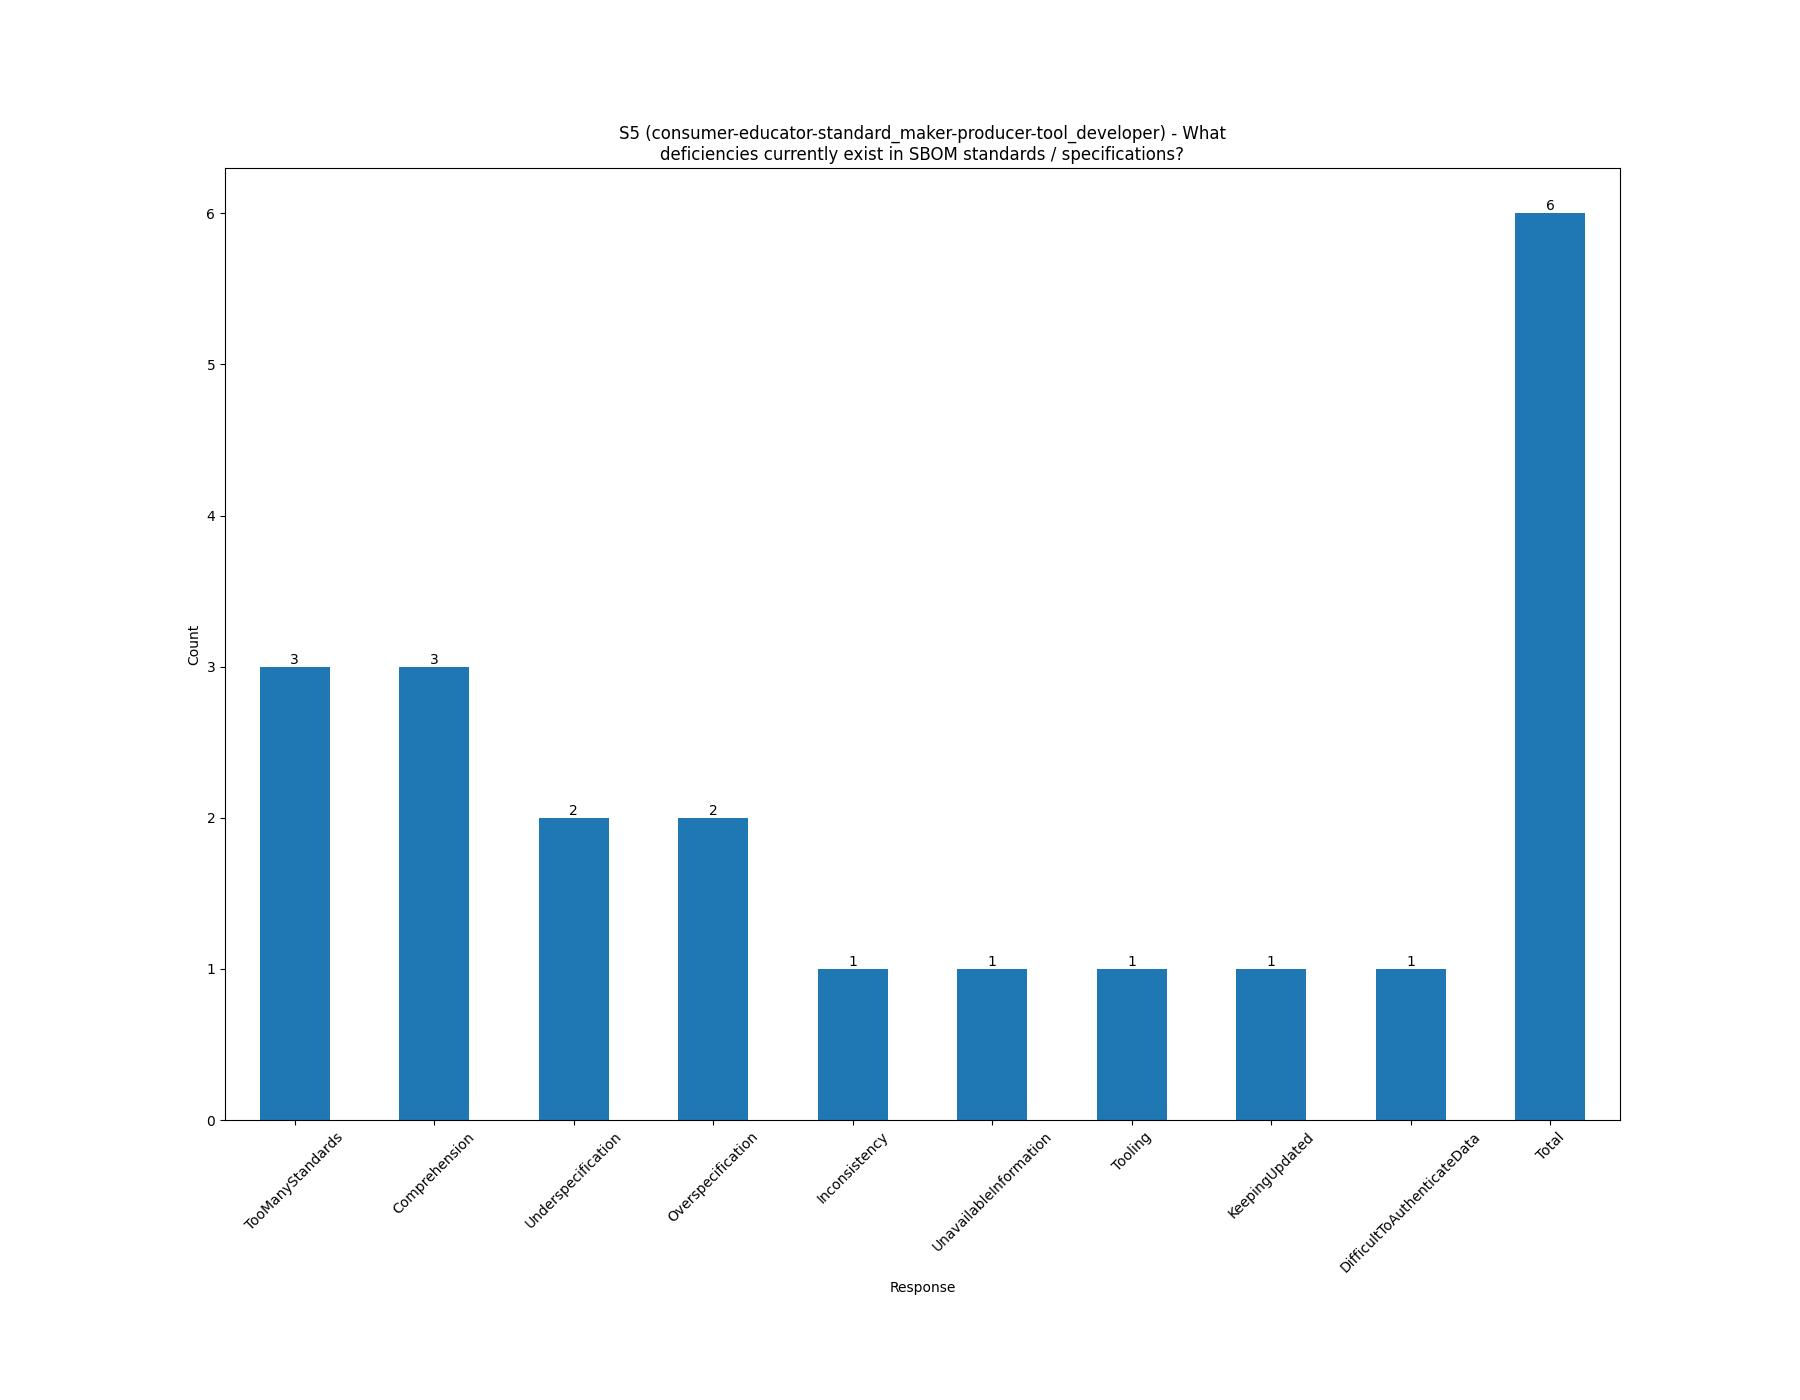 S5 (consumer-educator-standard_maker-producer-tool_developer) - What
deficiencies currently exist in SBOM standards / specifications?
Count
6
5
4
3
2
1
0
3
3
2
2
1
1
1
1
1
6
TooManyStandards
Comprehension
Underspecification
Overspecification
Inconsistency
UnavailableInformation
Tooling
KeepingUpdated
DifficultToAuthenticateData
Total
Response